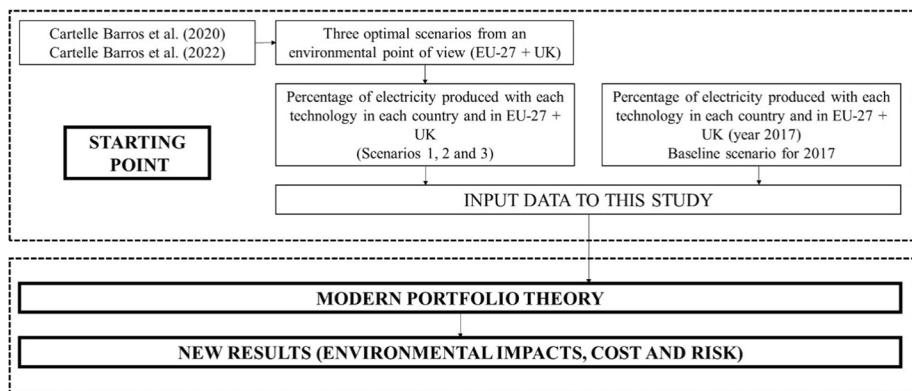 Cartelle Barros et al. (2020)
Cartelle Barros et al. (2022)
Three optimal scenarios from an
environmental point of view (EU-27 + UK)
Percentage of electricity produced with each
technology in each country and in EU-27 +
UK
(Scenarios 1, 2 and 3)
Percentage of electricity produced with each
technology in each country and in EU-27 +
UK (year 2017)
Baseline scenario for 2017
STARTING
POINT
INPUT DATA TO THIS STUDY
MODERN PORTFOLIO THEORY
NEW RESULTS (ENVIRONMENTAL IMPACTS, COST AND RISK)